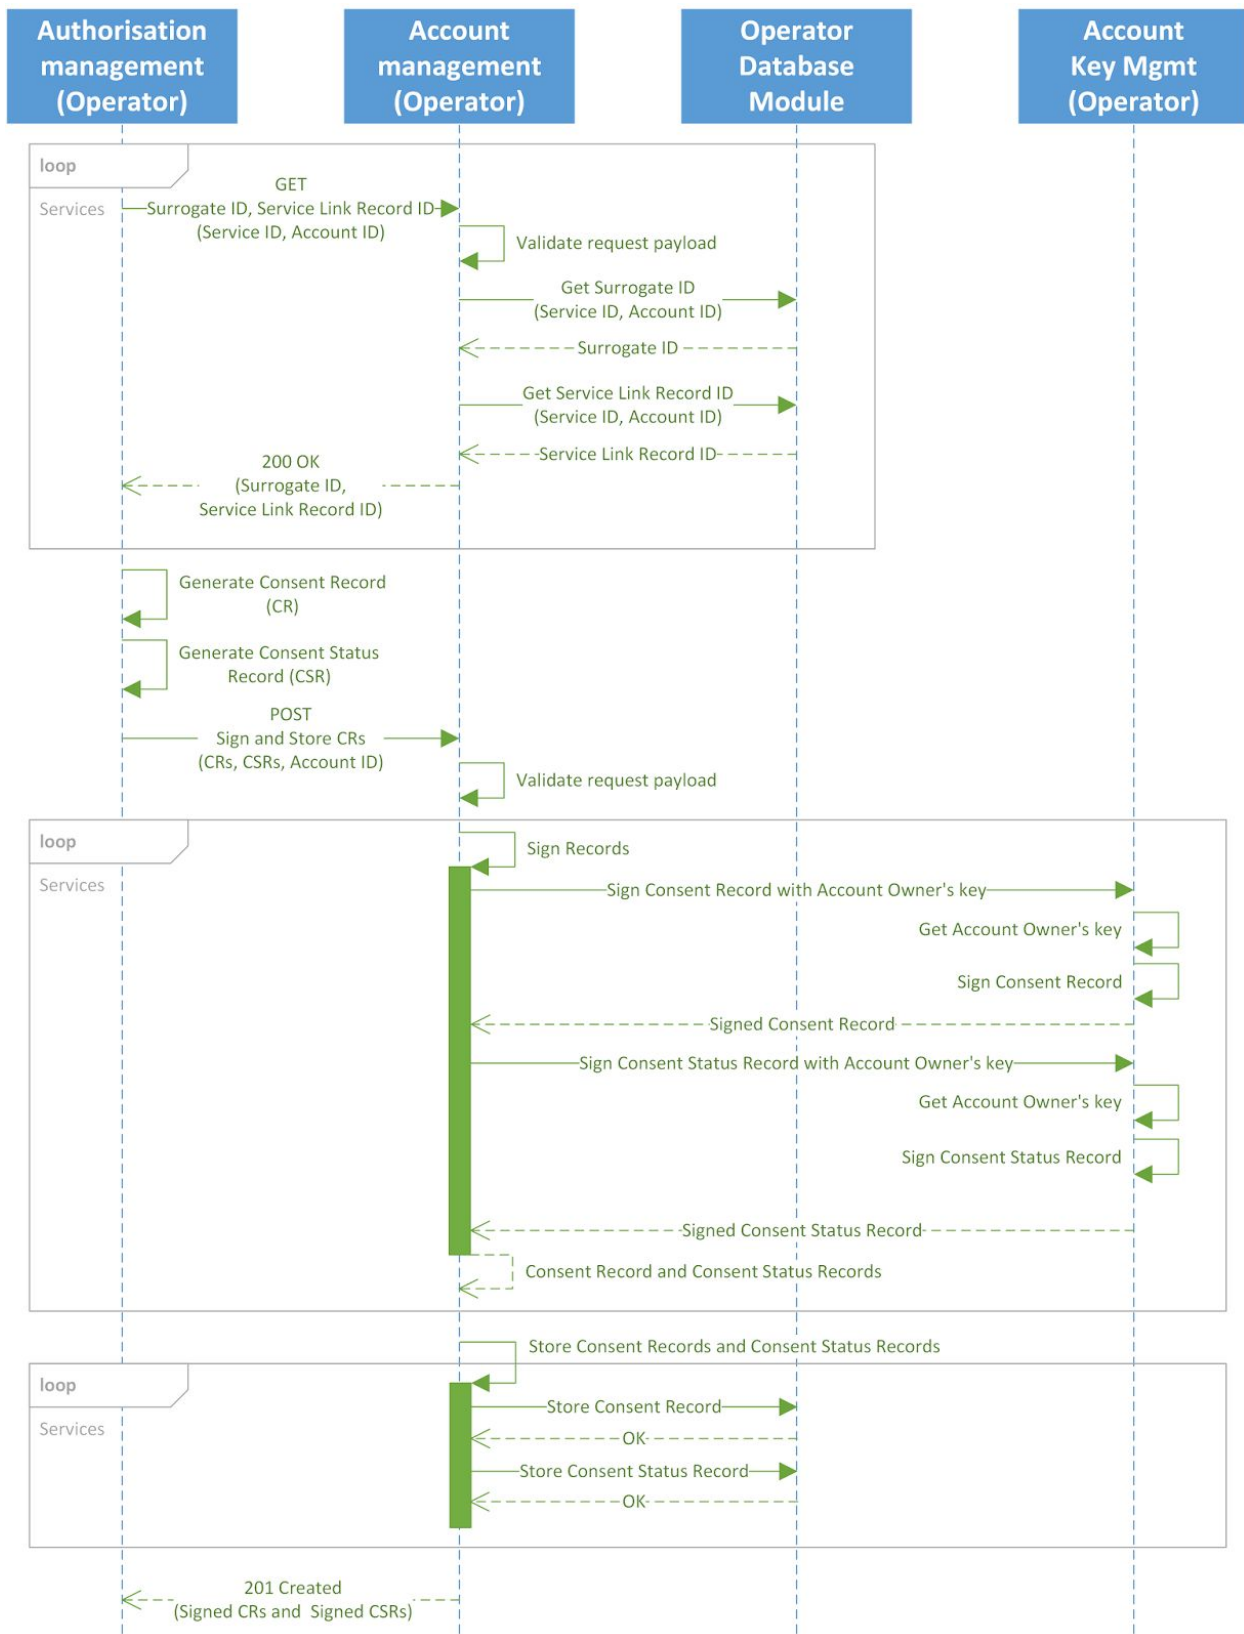 Authorisation
management
(Operator)
Account
management
(Operator)
Operator
Database
Module
Account
Key Mgmt
(Operator)
loop
Services
GET
Surrogate ID, Service Link Record ID
(Service ID, Account ID)
Validate request payload
Get Surrogate ID
(Service ID, Account ID)
Surrogate ID
Get Service Link Record ID
(Service ID, Account ID)
Service Link Record ID
200 OK
(Surrogate ID,
Service Link Record ID)
Generate Consent Record
(CR)
Generate Consent Status
Record (CSR)
POST
Sign and Store CRs
(CRs, CSRs, Account ID)
Validate request payload
loop
Services
Sign Records
Sign Consent Record with Account Owner's key
Get Account Owner's key
Sign Consent Record
Signed Consent Record
Sign Consent Status Record with Account Owner's key
Get Account Owner's key
Sign Consent Status Record
Signed Consent Status Record
Consent Record and Consent Status Records
Store Consent Records and Consent Status Records
loop
Services
Store Consent Record
OK
Store Consent Status Record
OK
201 Created
(Signed CRs and  Signed CSRs)